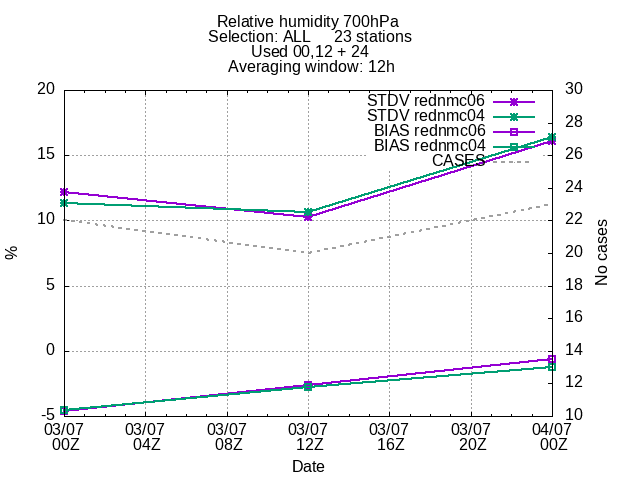 Relative humidity 700hPa
Selection: ALL 23 stations
Used 00,12 + 24
Averaging window: 12h
20
15
10
5
0
-5
%
30
28
26
24
22
20
18
16
14
12
10
No cases
STDV rednmc06
STDV rednmc04
BIAS rednmc06
BIAS rednmc04
CASES
03/07 03/07 03/07 03/07 03/07 03/07 04/07
00Z 04Z 08Z 12Z 16Z 20Z 00Z
Date